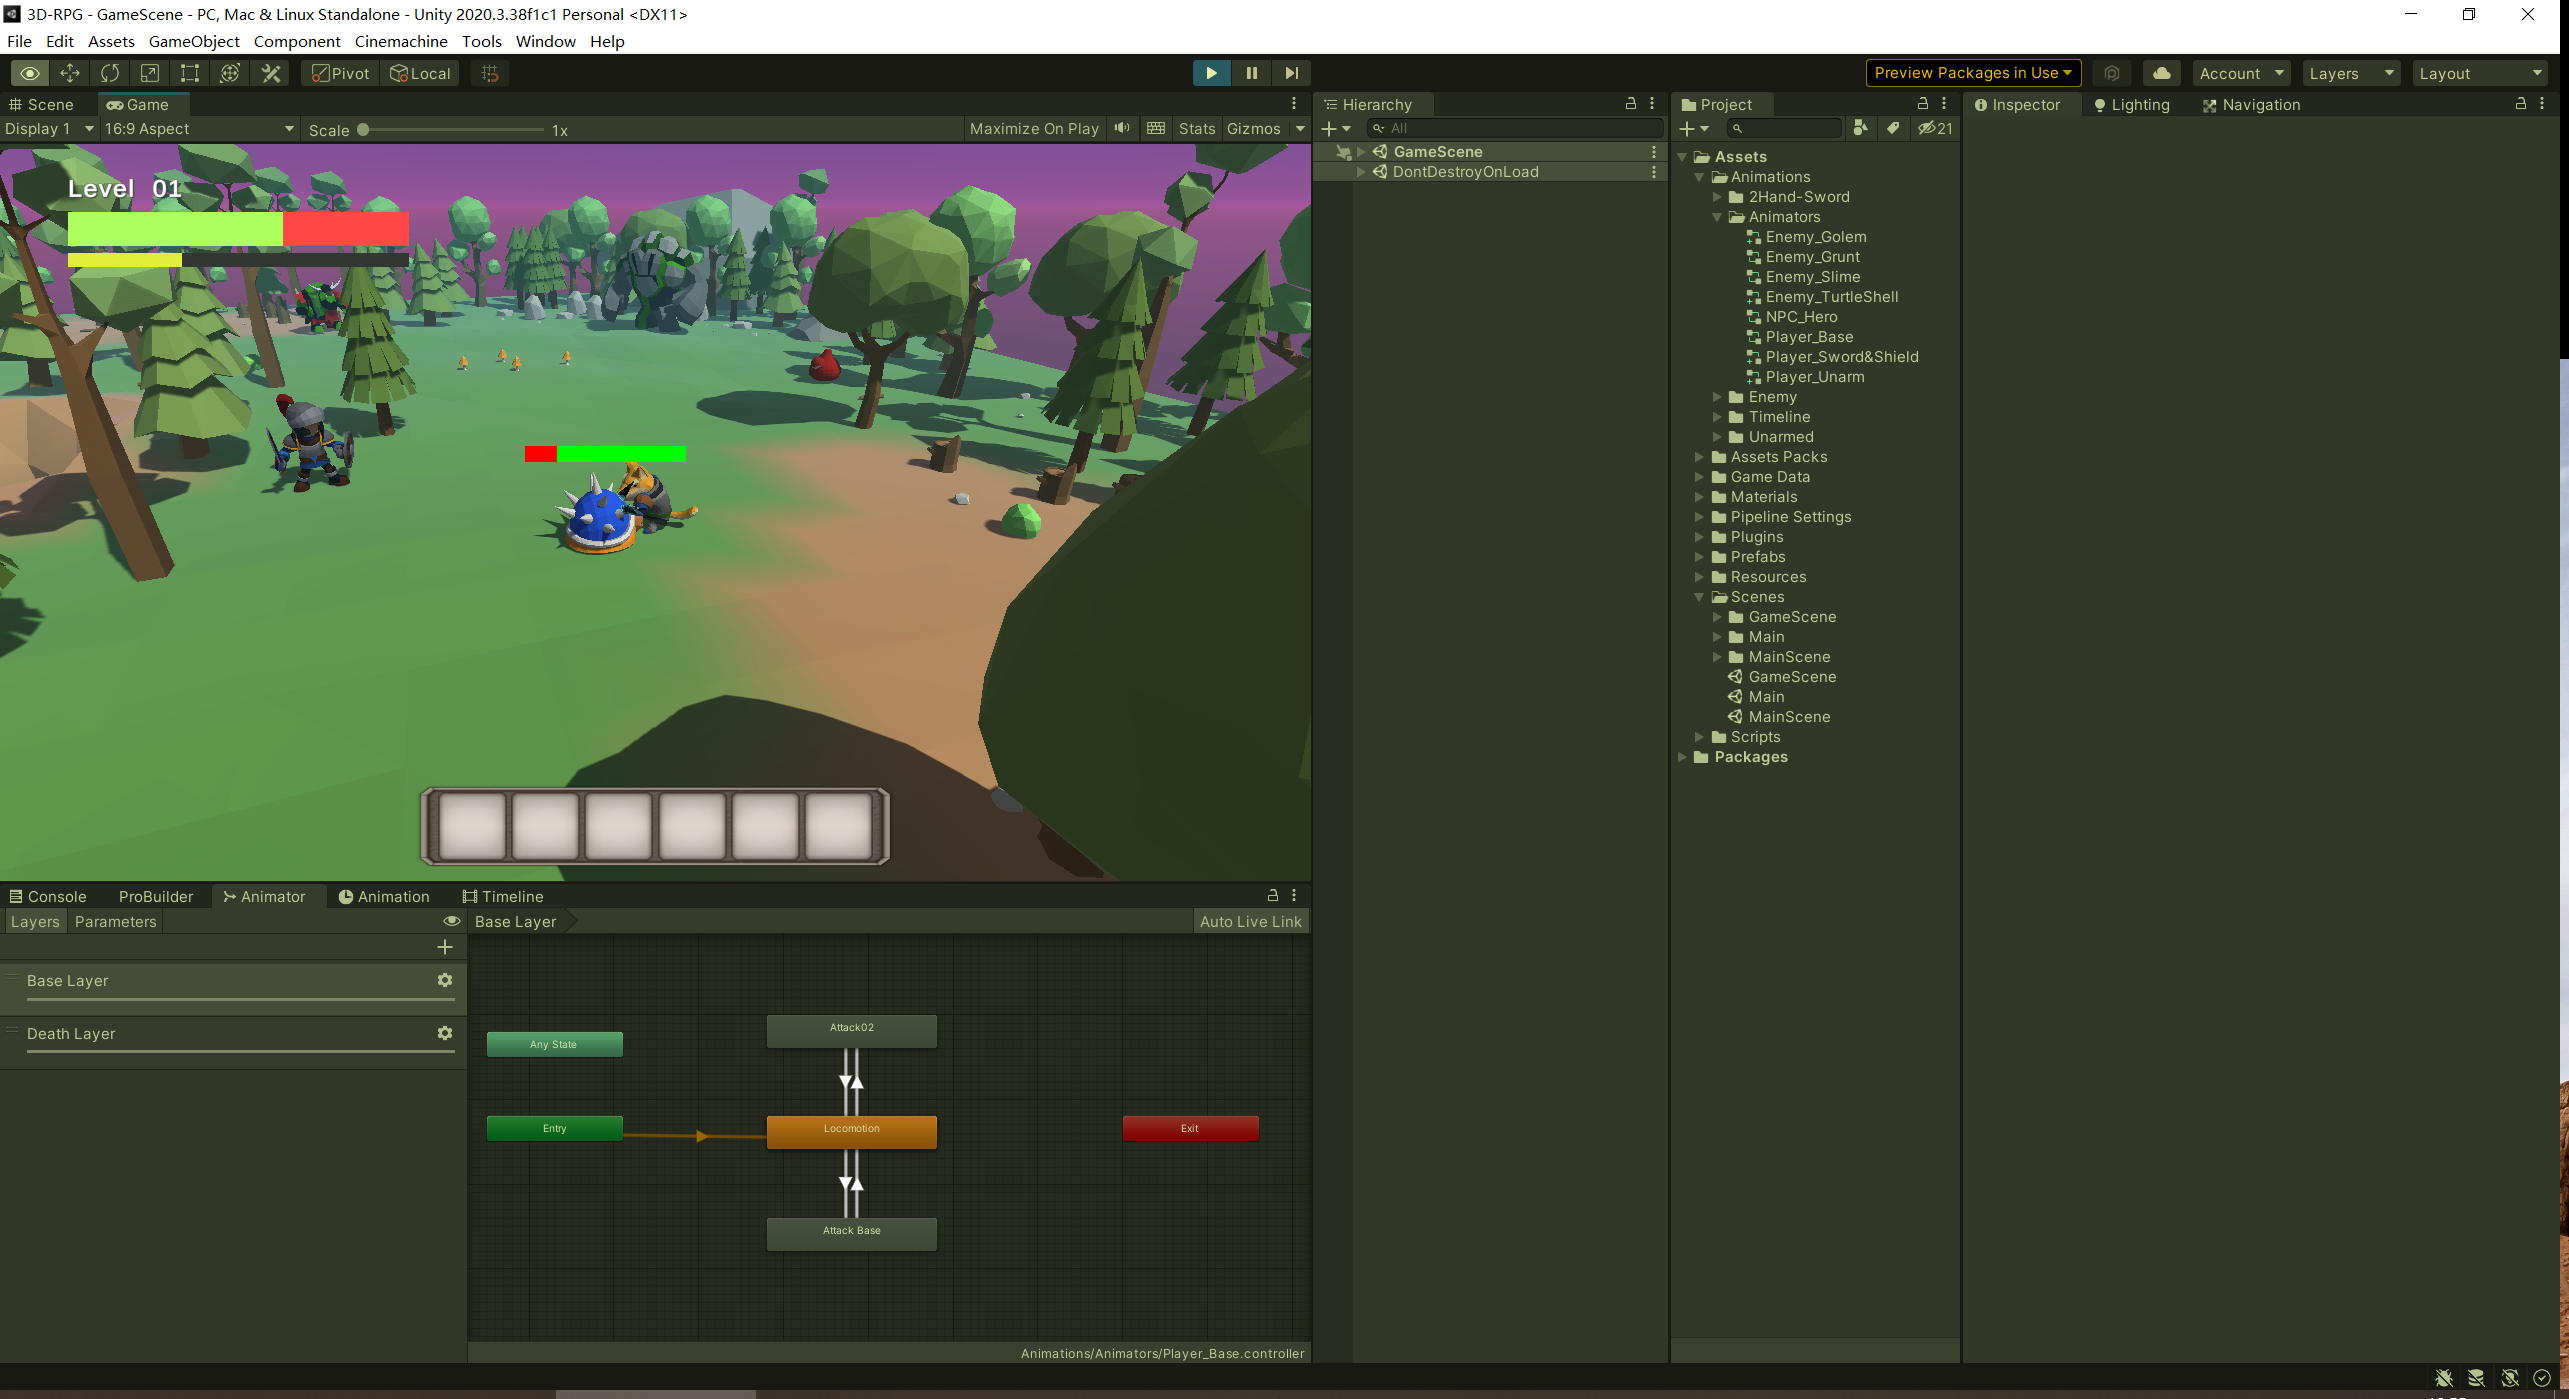 3D-RPG - GameScene - PC, Mac & Linux Standalone - Unity 2020.3.38f1c1 Personal <DX11>
File Edit Assets GameObject Component Cinemachine Tools Window Help
Pivot Local Preview Packages in Use Account Layers Layout
Scene Game
Display 1 16:9 Aspect Scale 1x Maximize On Play Stats Gizmos
Level 01
Console ProBuilder Animator Animation Timeline
Layers Parameters Base Layer Auto Live Link
Base Layer
Death Layer
Any State
Attack02
Entry
Locomotion
Exit
Attack Base
Animations/Animators/Player_Base.controller
Hierarchy
All
GameScene
DontDestroyOnLoad
Project
21
Assets
Animations
2Hand-Sword
Animators
Enemy_Golem
Enemy_Grunt
Enemy_Slime
Enemy_TurtleShell
NPC_Hero
Player_Base
Player_Sword&Shield
Player_Unarm
Enemy
Timeline
Unarmed
Assets Packs
Game Data
Materials
Pipeline Settings
Plugins
Prefabs
Resources
Scenes
GameScene
Main
MainScene
GameScene
Main
MainScene
Scripts
Packages
Inspector Lighting Navigation